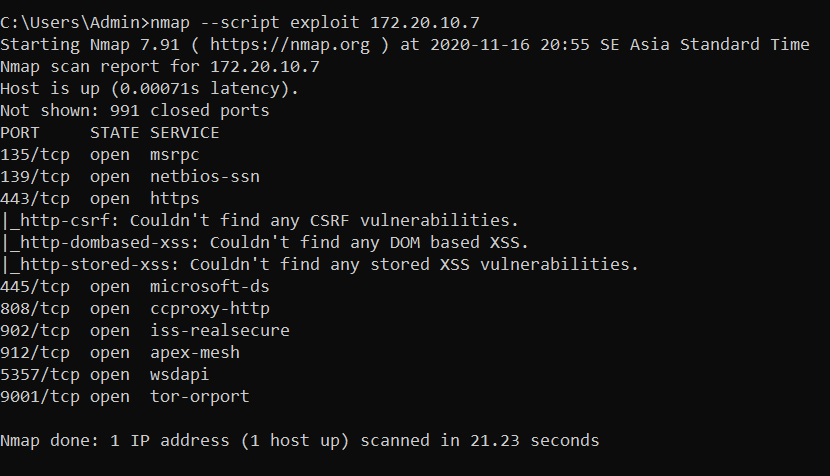 C:\Users\Admin>nmap --script exploit 172.20.10.7
Starting Nmap 7.91 ( https://nmap.org ) at 2020-11-16 20:55 SE Asia Standard Time
Nmap scan report for 172.20.10.7
Host is up (0.00071s latency).
Not shown: 991 closed ports
PORT     STATE SERVICE
135/tcp  open  msrpc
139/tcp  open  netbios-ssn
443/tcp  open  https
|_http-csrf: Couldn't find any CSRF vulnerabilities.
|_http-dombased-xss: Couldn't find any DOM based XSS.
|_http-stored-xss: Couldn't find any stored XSS vulnerabilities.
445/tcp  open  microsoft-ds
808/tcp  open  ccproxy-http
902/tcp  open  iss-realsecure
912/tcp  open  apex-mesh
5357/tcp open  wsdapi
9001/tcp open  tor-orport
Nmap done: 1 IP address (1 host up) scanned in 21.23 seconds